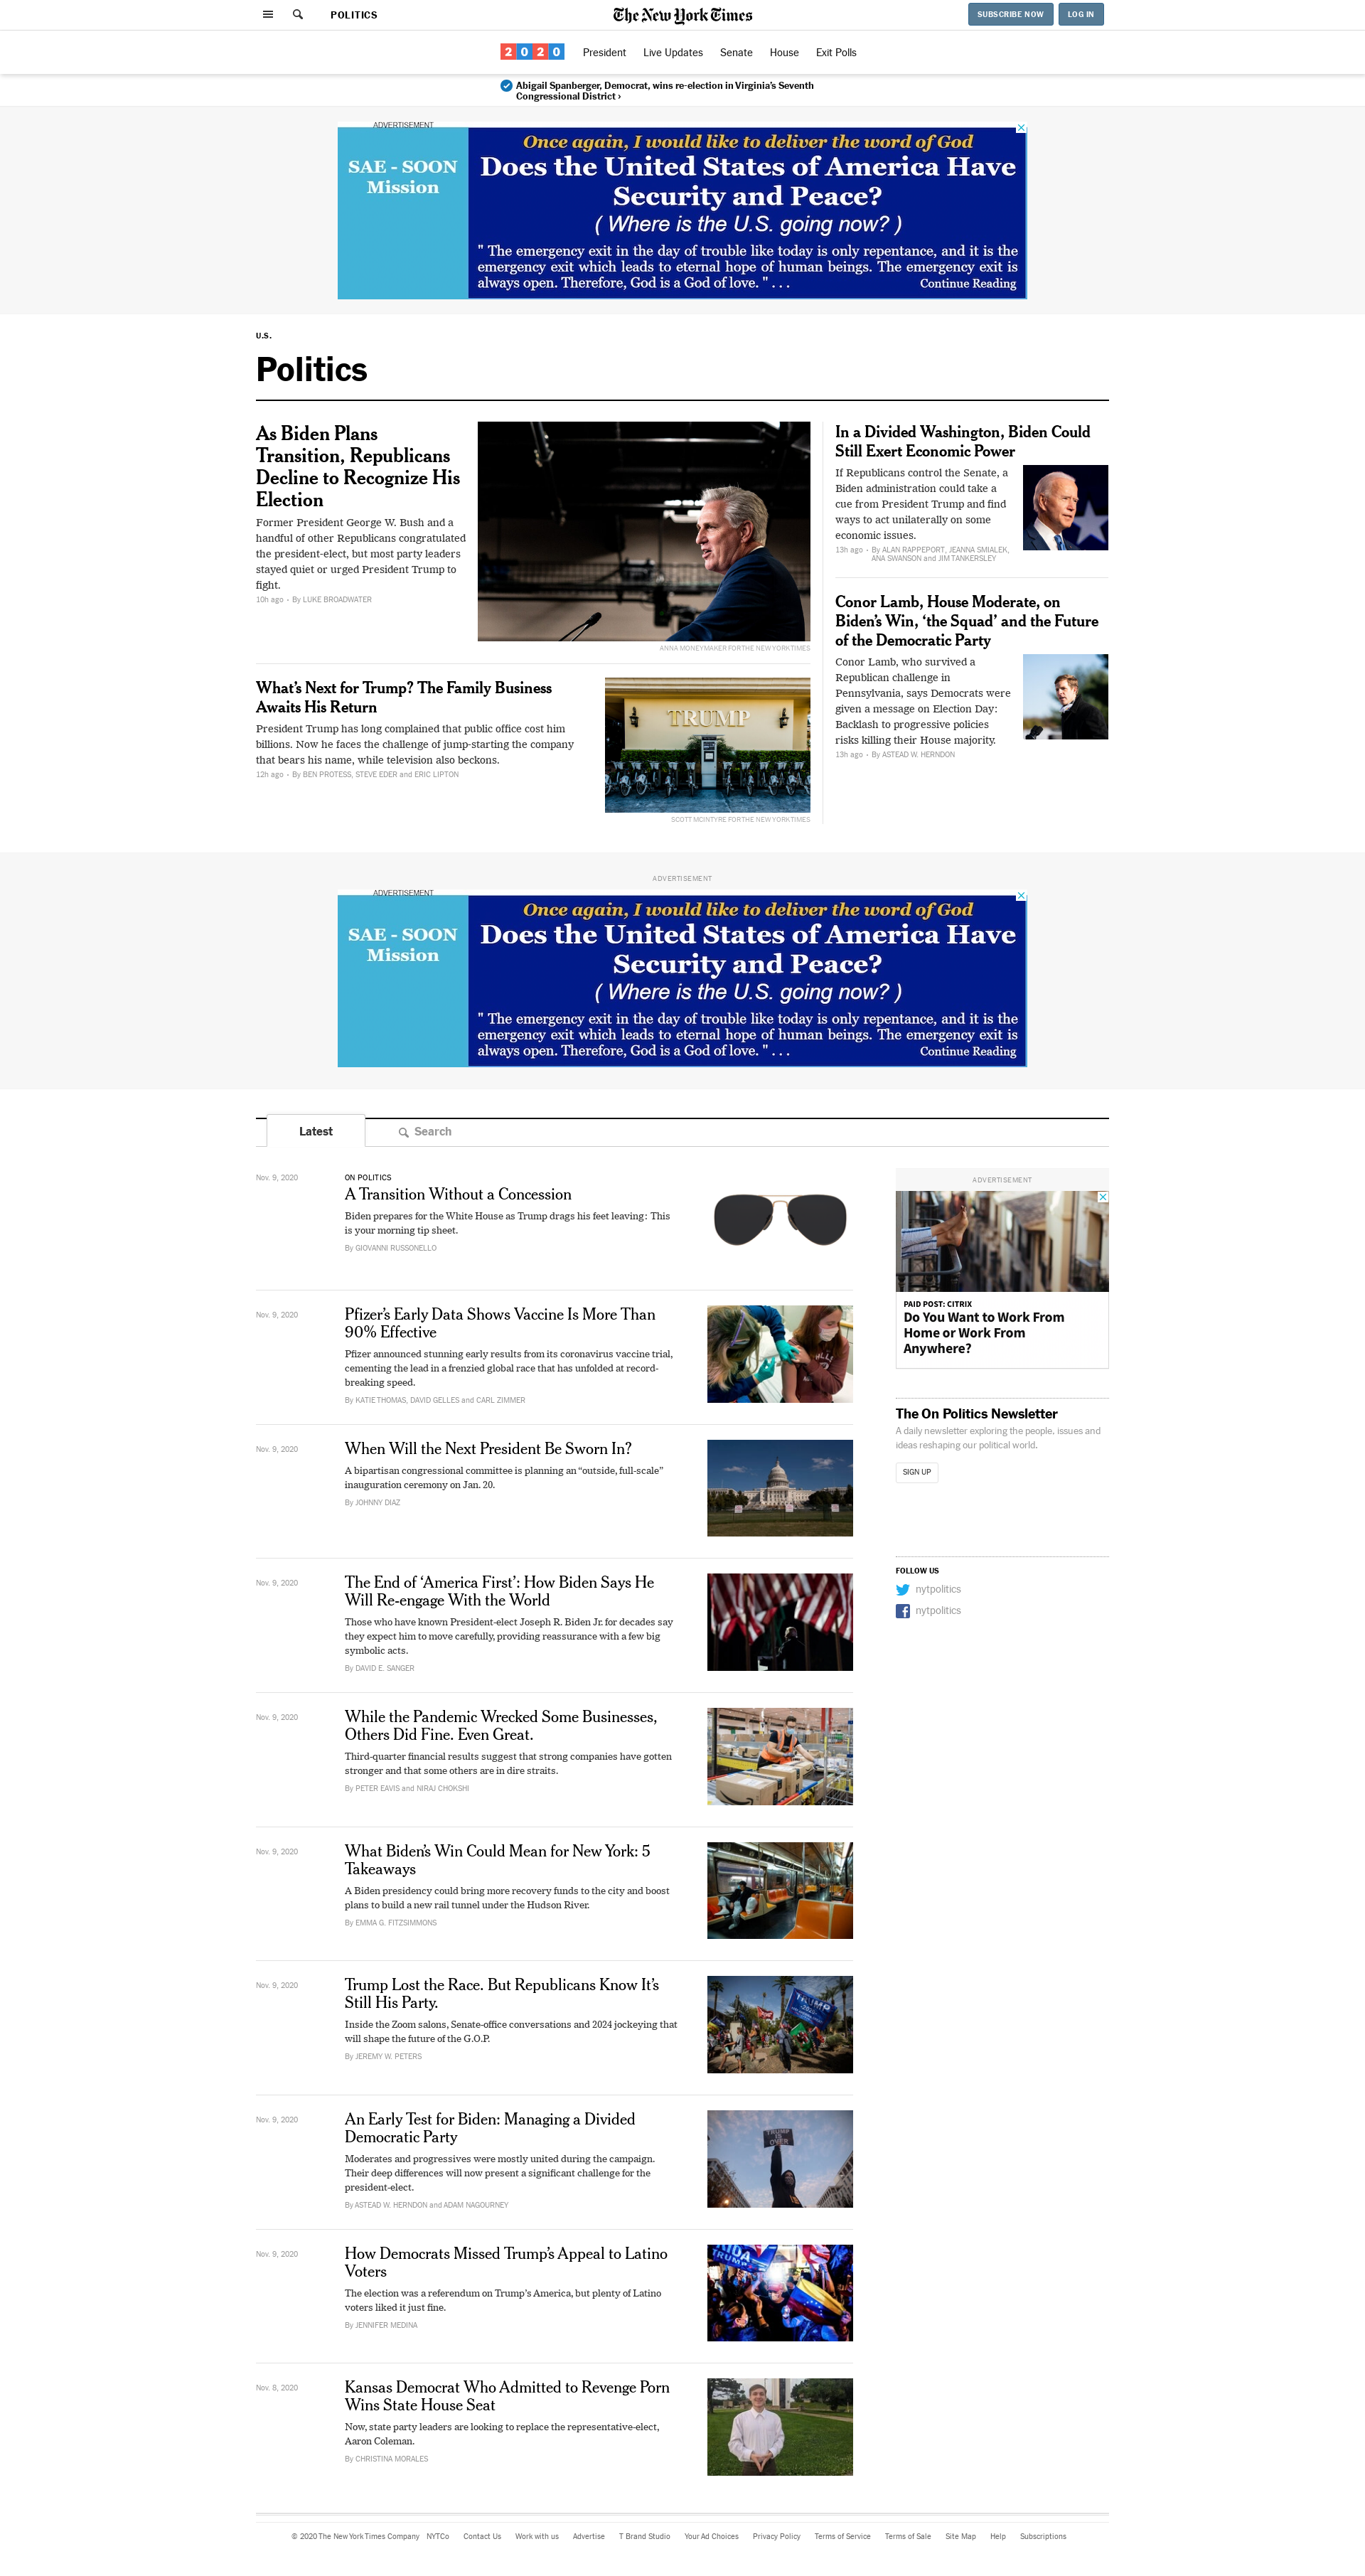 POLITICS
The New York Times
SUBSCRIBE NOW
LOG IN
2020
President
Live Updates
Senate
House
Exit Polls
Abigail Spanberger, Democrat, wins re-election in Virginia's Seventh
Congressional District ›
ADVERTISEMENT
SAE - SOON
Mission
Once again, I would like to deliver the word of God
Does the United States of America Have
Security and Peace?
( Where is the U.S. going now? )
" The emergency exit in the day of trouble like today is only repentance, and it is the
emergency exit which leads to eternal hope of human beings. The emergency exit is
always open. Therefore, God is a God of love. " . . .
Continue Reading
U.S.
Politics
As Biden Plans
Transition, Republicans
Decline to Recognize His
Election
Former President George W. Bush and a
handful of other Republicans congratulated
the president-elect, but most party leaders
stayed quiet or urged President Trump to
fight.
10h ago • By LUKE BROADWATER
ANNA MONEYMAKER FOR THE NEW YORK TIMES
What's Next for Trump? The Family Business
Awaits His Return
President Trump has long complained that public office cost him
billions. Now he faces the challenge of jump-starting the company
that bears his name, while television also beckons.
12h ago • By BEN PROTESS, STEVE EDER and ERIC LIPTON
TRUMP
SCOTT MCINTYRE FOR THE NEW YORK TIMES
In a Divided Washington, Biden Could
Still Exert Economic Power
If Republicans control the Senate, a
Biden administration could take a
cue from President Trump and find
ways to act unilaterally on some
economic issues.
13h ago • By ALAN RAPPEPORT, JEANNA SMIALEK,
ANA SWANSON and JIM TANKERSLEY
Conor Lamb, House Moderate, on
Biden's Win, 'the Squad' and the Future
of the Democratic Party
Conor Lamb, who survived a
Republican challenge in
Pennsylvania, says Democrats were
given a message on Election Day:
Backlash to progressive policies
risks killing their House majority.
13h ago • By ASTEAD W. HERNDON
ADVERTISEMENT
ADVERTISEMENT
SAE - SOON
Mission
Once again, I would like to deliver the word of God
Does the United States of America Have
Security and Peace?
( Where is the U.S. going now? )
" The emergency exit in the day of trouble like today is only repentance, and it is the
emergency exit which leads to eternal hope of human beings. The emergency exit is
always open. Therefore, God is a God of love. " . . .
Continue Reading
Latest
Search
Nov. 9, 2020
ON POLITICS
A Transition Without a Concession
Biden prepares for the White House as Trump drags his feet leaving: This
is your morning tip sheet.
By GIOVANNI RUSSONELLO
Nov. 9, 2020
Pfizer's Early Data Shows Vaccine Is More Than
90% Effective
Pfizer announced stunning early results from its coronavirus vaccine trial,
cementing the lead in a frenzied global race that has unfolded at record-
breaking speed.
By KATIE THOMAS, DAVID GELLES and CARL ZIMMER
Nov. 9, 2020
When Will the Next President Be Sworn In?
A bipartisan congressional committee is planning an “outside, full-scale”
inauguration ceremony on Jan. 20.
By JOHNNY DIAZ
Nov. 9, 2020
The End of 'America First': How Biden Says He
Will Re-engage With the World
Those who have known President-elect Joseph R. Biden Jr. for decades say
they expect him to move carefully, providing reassurance with a few big
symbolic acts.
By DAVID E. SANGER
Nov. 9, 2020
While the Pandemic Wrecked Some Businesses,
Others Did Fine. Even Great.
Third-quarter financial results suggest that strong companies have gotten
stronger and that some others are in dire straits.
By PETER EAVIS and NIRAJ CHOKSHI
Nov. 9, 2020
What Biden's Win Could Mean for New York: 5
Takeaways
A Biden presidency could bring more recovery funds to the city and boost
plans to build a new rail tunnel under the Hudson River.
By EMMA G. FITZSIMMONS
Nov. 9, 2020
Trump Lost the Race. But Republicans Know It's
Still His Party.
Inside the Zoom salons, Senate-office conversations and 2024 jockeying that
will shape the future of the G.O.P.
By JEREMY W. PETERS
TRUMP
Nov. 9, 2020
An Early Test for Biden: Managing a Divided
Democratic Party
Moderates and progressives were mostly united during the campaign.
Their deep differences will now present a significant challenge for the
president-elect.
By ASTEAD W. HERNDON and ADAM NAGOURNEY
TRUMP
IS
OVER
Nov. 9, 2020
How Democrats Missed Trump's Appeal to Latino
Voters
The election was a referendum on Trump's America, but plenty of Latino
voters liked it just fine.
By JENNIFER MEDINA
TRUMP
Nov. 8, 2020
Kansas Democrat Who Admitted to Revenge Porn
Wins State House Seat
Now, state party leaders are looking to replace the representative-elect,
Aaron Coleman.
By CHRISTINA MORALES
ADVERTISEMENT
PAID POST: CITRIX
Do You Want to Work From
Home or Work From
Anywhere?
The On Politics Newsletter
A daily newsletter exploring the people, issues and
ideas reshaping our political world.
SIGN UP
FOLLOW US
nytpolitics
nytpolitics
© 2020 The New York Times Company
NYTCo
Contact Us
Work with us
Advertise
T Brand Studio
Your Ad Choices
Privacy Policy
Terms of Service
Terms of Sale
Site Map
Help
Subscriptions